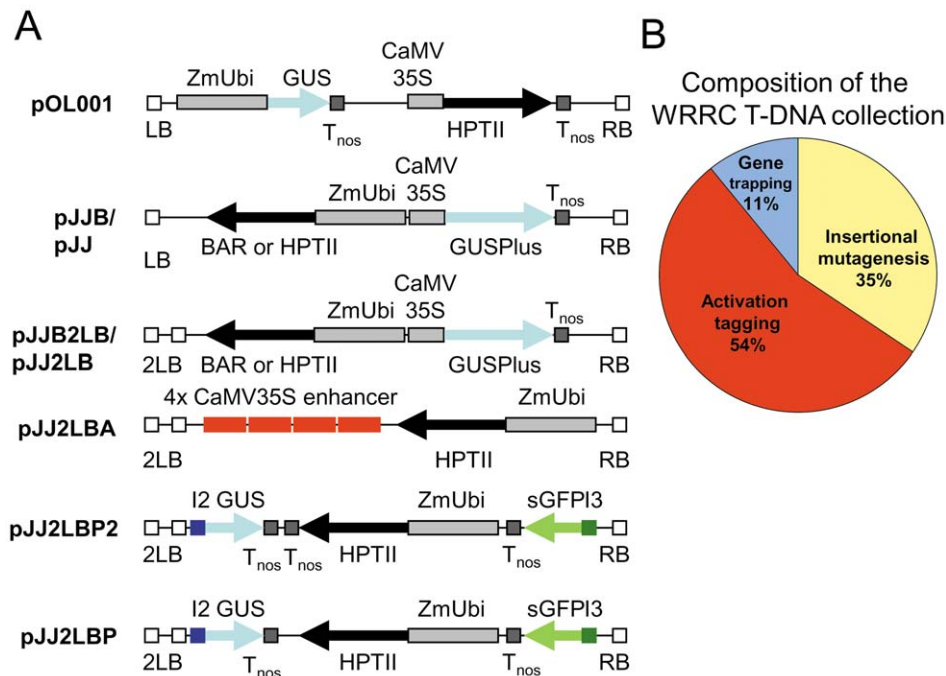 A
CaMV
35S
ZmUbi GUS
pOL001
LB Tnos HPTII Tnos RB
CaMV
ZmUbi 35S Tnos
pJJB/
pJJ
LB BAR or HPTII GUSPlus RB
CaMV
ZmUbi 35S Tnos
pJJB2LB/
pJJ2LB
2LB BAR or HPTII GUSPlus RB
4x CaMV35S enhancer ZmUbi
pJJ2LBA
2LB HPTII RB
I2 GUS ZmUbi sGFPI3
pJJ2LBP2
2LB Tnos Tnos HPTII Tnos RB
I2 GUS ZmUbi sGFPI3
pJJ2LBP
2LB Tnos HPTII Tnos RB
B
Composition of the
WRRC T-DNA collection
Gene
trapping
11%
Insertional
mutagenesis
35%
Activation
tagging
54%